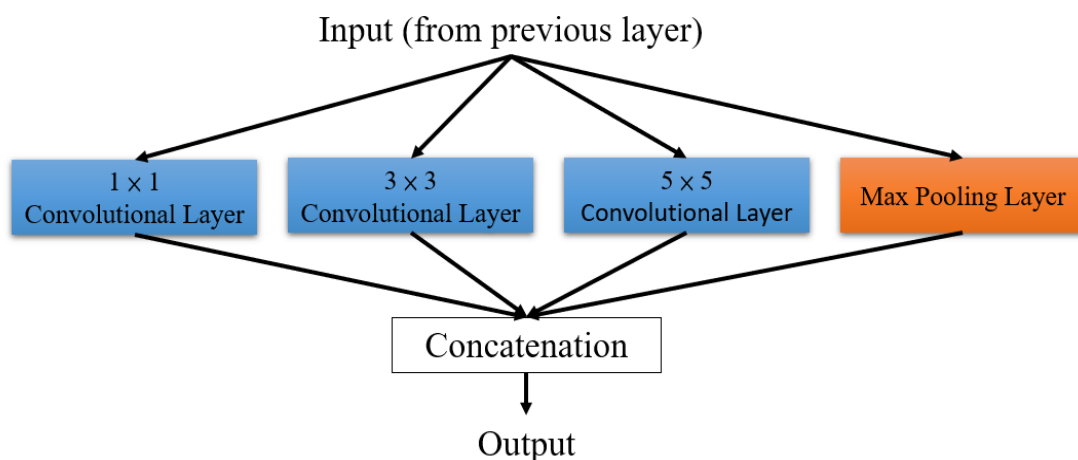 Input (from previous layer)
1 × 1
Convolutional Layer
3 × 3
Convolutional Layer
5 × 5
Convolutional Layer
Max Pooling Layer
Concatenation
Output